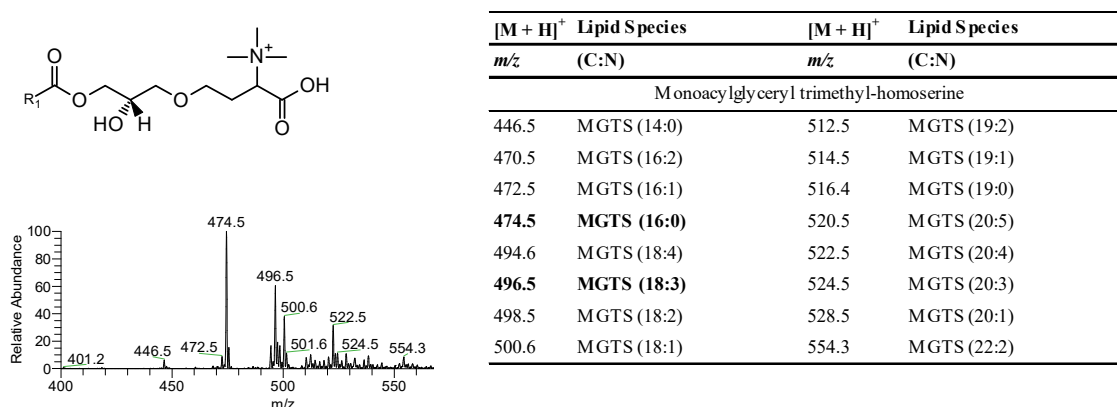 O
R₁
O
HO
H
O
N⁺
OH
O
[M + H]⁺ Lipid Species [M + H]⁺ Lipid Species
m/z (C:N) m/z (C:N)
Monoacylglyceryl trimethyl-homoserine
446.5 MGTS (14:0) 512.5 MGTS (19:2)
470.5 MGTS (16:2) 514.5 MGTS (19:1)
472.5 MGTS (16:1) 516.4 MGTS (19:0)
474.5 MGTS (16:0) 520.5 MGTS (20:5)
494.6 MGTS (18:4) 522.5 MGTS (20:4)
496.5 MGTS (18:3) 524.5 MGTS (20:3)
498.5 MGTS (18:2) 528.5 MGTS (20:1)
500.6 MGTS (18:1) 554.3 MGTS (22:2)
Relative Abundance
100
80
60
40
20
0
474.5
496.5
500.6
522.5
401.2
446.5
472.5
501.6
524.5
554.3
400 450 500 550
m/z